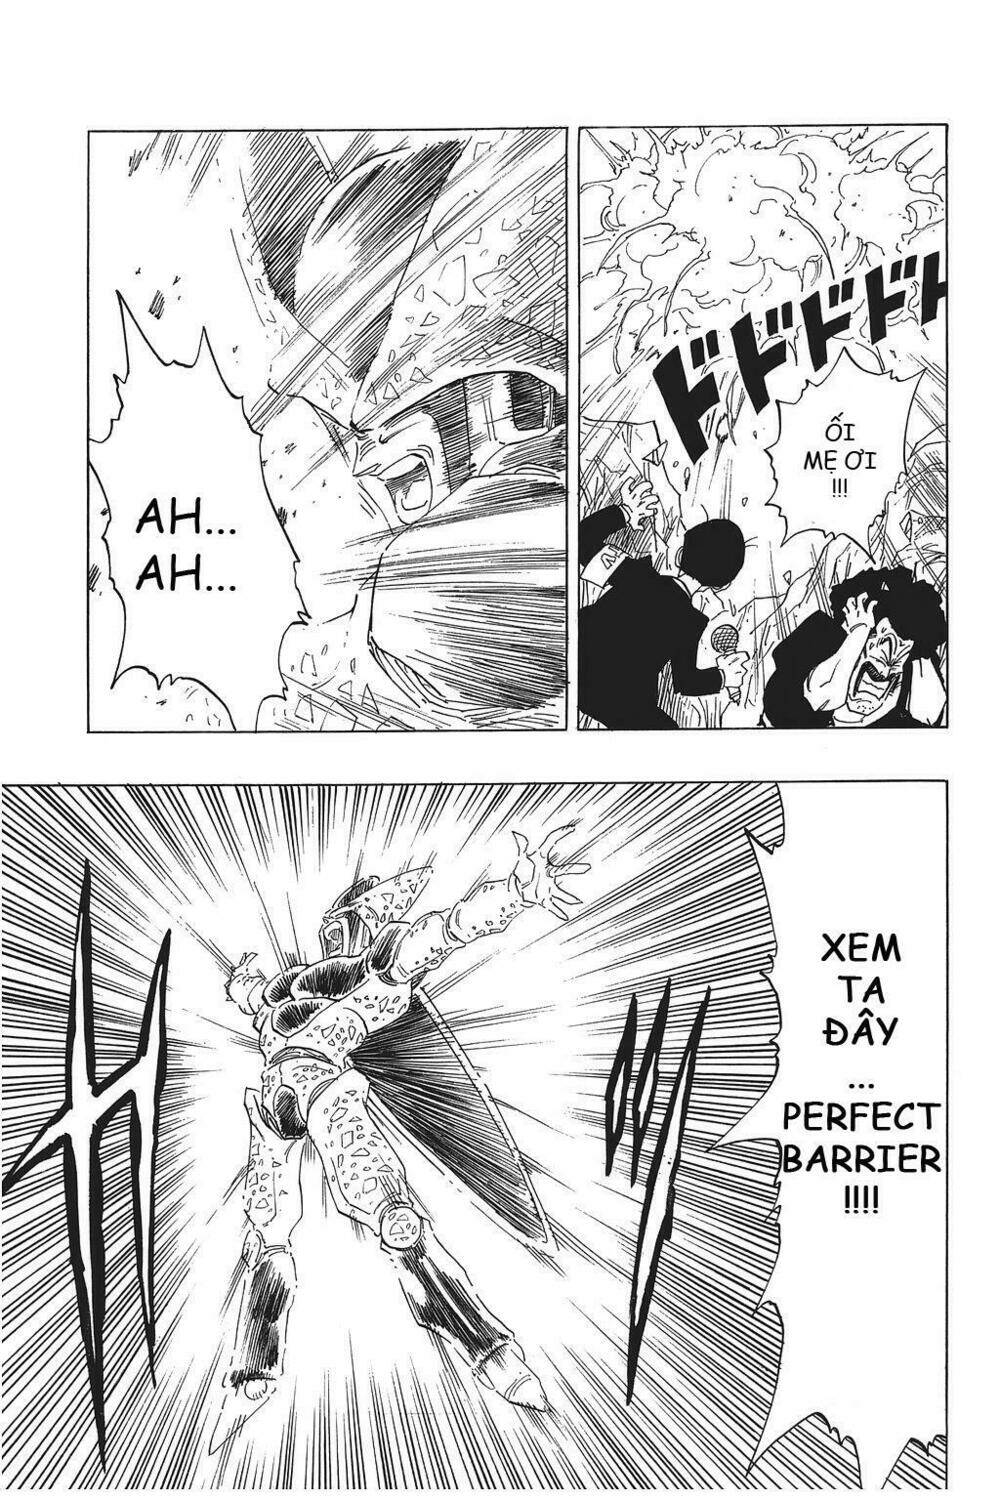 ドドドドド
ỐI
MẸ ƠI
!!!
AH...
AH...
XEM
TA
ĐÂY
...
PERFECT
BARRIER
!!!!